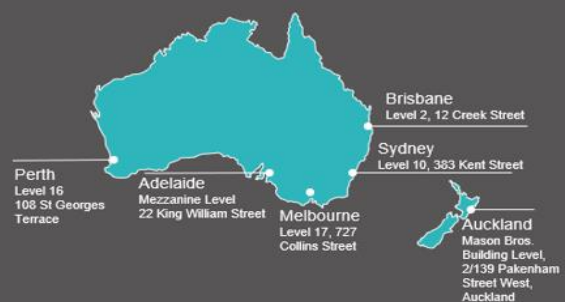 Brisbane
Level 2, 12 Creek Street
Sydney
Level 10, 383 Kent Street
Perth
Level 16
108 St Georges
Terrace
Adelaide
Mezzanine Level
22 King William Street
Melbourne
Level 17, 727
Collins Street
Auckland
Mason Bros.
Building Level,
2/139 Pakenham
Street West,
Auckland